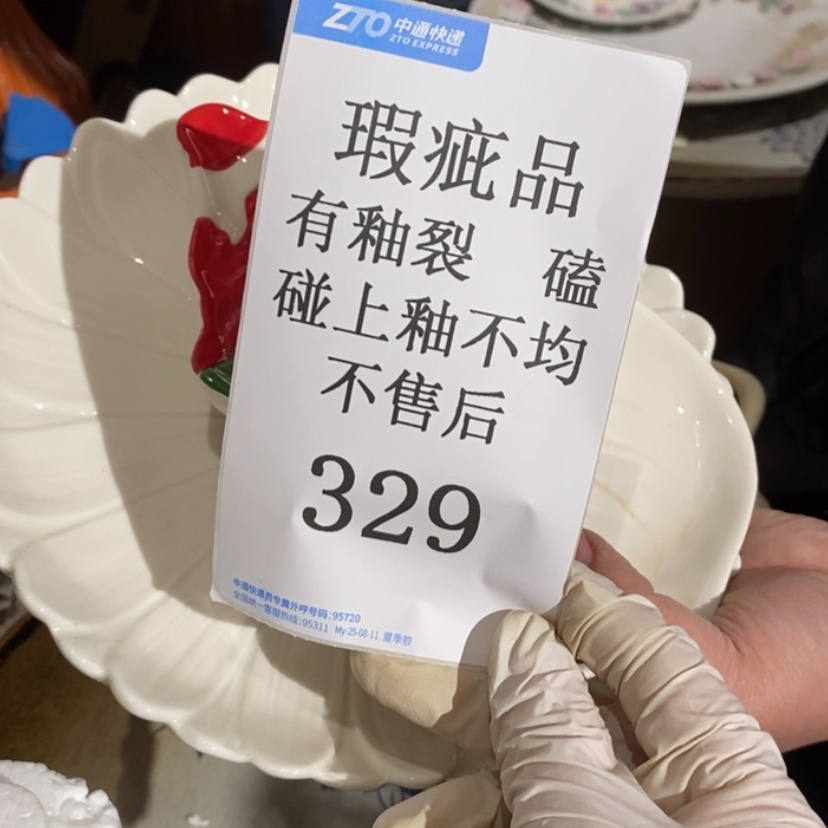 ZTO 中通快递
ZTO EXPRESS
瑕疵品
有釉裂 磕
碰上釉不均
不售后
329
中通快递员专属外呼号码:95720
全国统一客服热线:95311 My-25-08-11 夏季胶